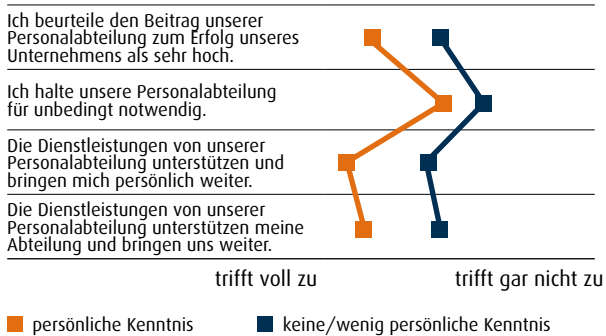 Ich beurteile den Beitrag unserer
Personalabteilung zum Erfolg unseres
Unternehmens als sehr hoch.
Ich halte unsere Personalabteilung
für unbedingt notwendig.
Die Dienstleistungen von unserer
Personalabteilung unterstützen und
bringen mich persönlich weiter.
Die Dienstleistungen von unserer
Personalabteilung unterstützen meine
Abteilung und bringen uns weiter.
trifft voll zu trifft gar nicht zu
persönliche Kenntnis keine/wenig persönliche Kenntnis